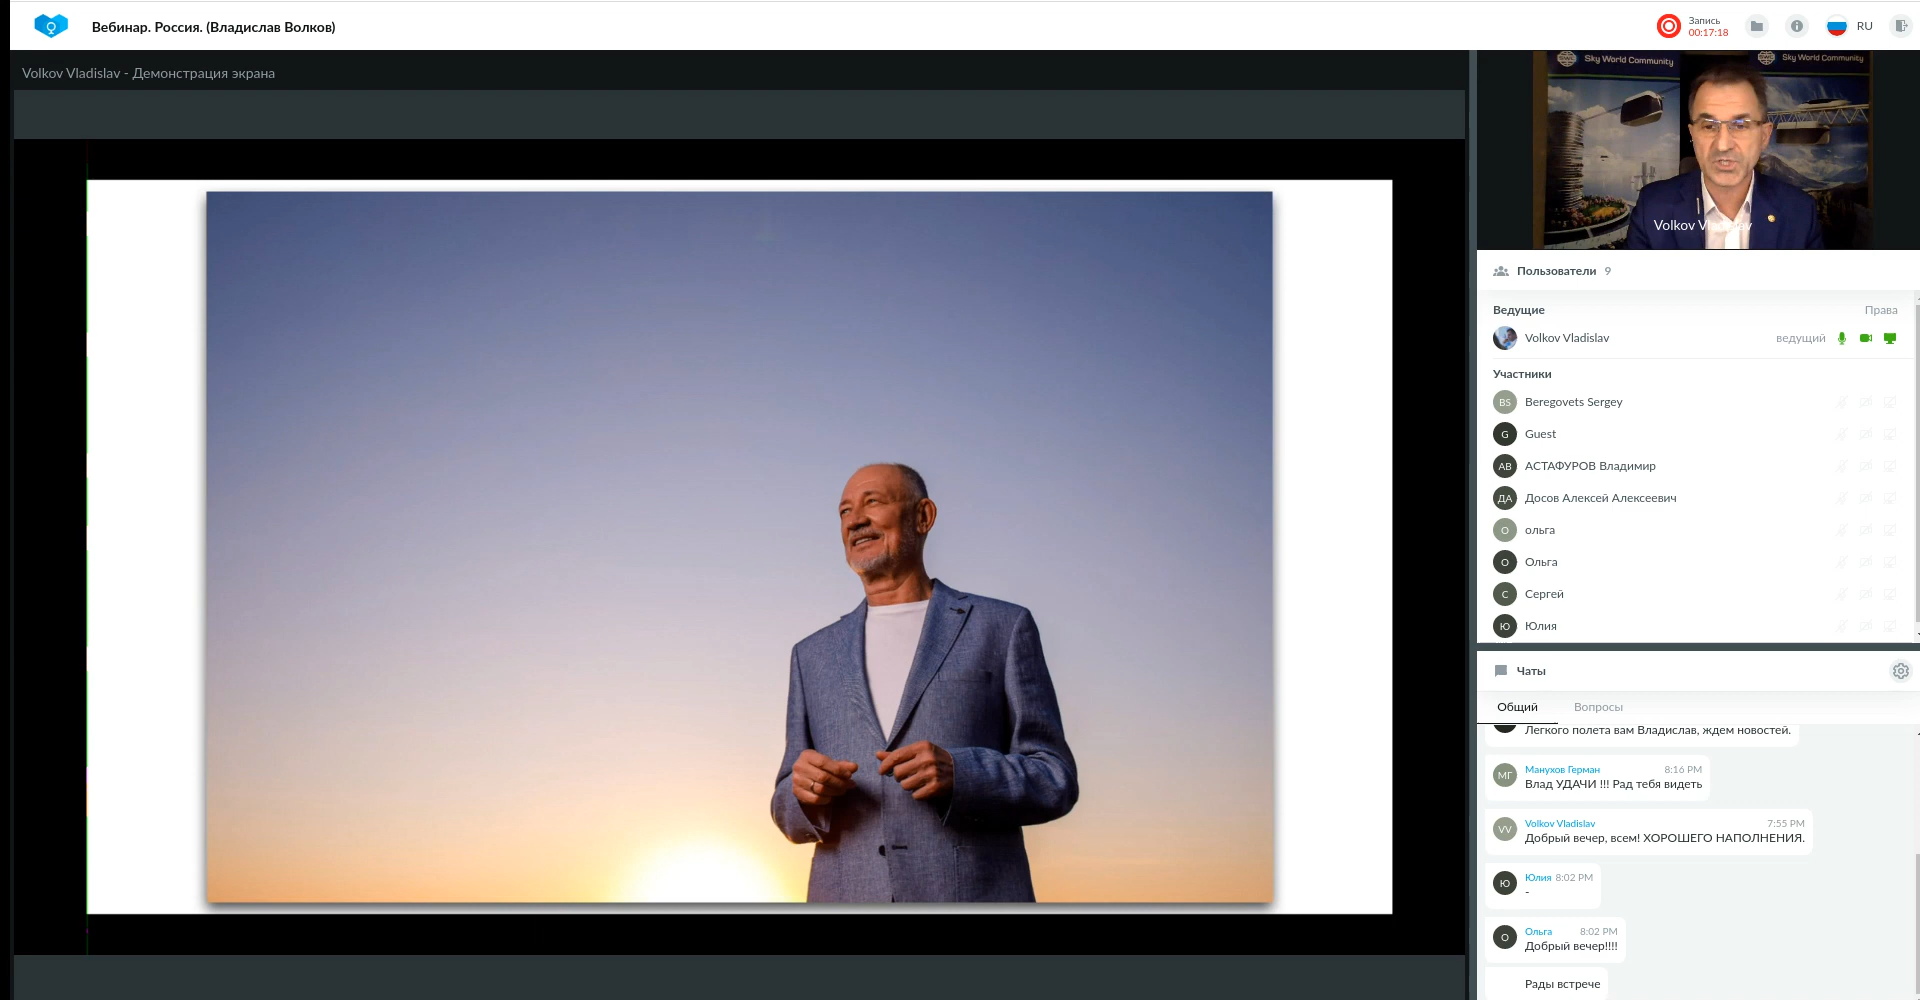 Вебинар. Россия. (Владислав Волков)
Запись
00:17:18
RU
Volkov Vladislav - Демонстрация экрана
Sky World Community
Sky World Community
Volkov
Пользователи 9
Ведущие Права
Volkov Vladislav ведущий
Участники
BS Beregovets Sergey
G Guest
АВ АСТАФУРОВ Владимир
ДА Досов Алексей Алексеевич
О ольга
О Ольга
С Сергей
Ю Юлия
Чаты
Общий Вопросы
Легкого полета вам Владислав, ждем новостей.
МГ Манухов Герман 8:16 PM
Влад УДАЧИ !!! Рад тебя видеть
VV Volkov Vladislav 7:55 PM
Добрый вечер, всем! ХОРОШЕГО НАПОЛНЕНИЯ.
Ю Юлия 8:02 PM
-
О Ольга 8:02 PM
Добрый вечер!!!!
Рады встрече